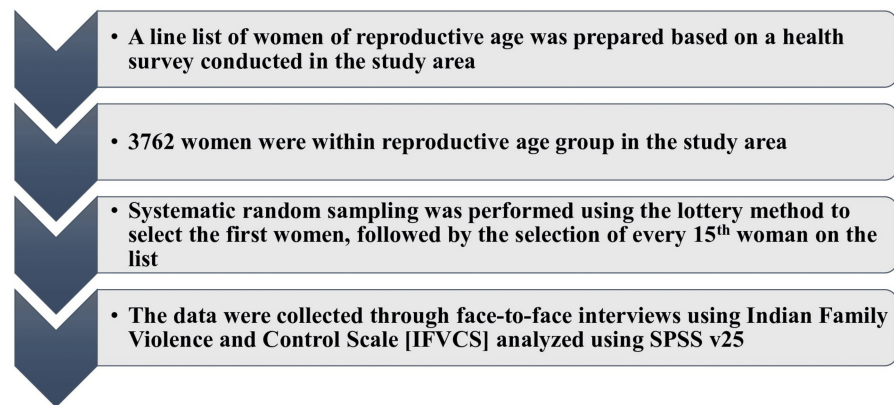 • A line list of women of reproductive age was prepared based on a health
survey conducted in the study area
• 3762 women were within reproductive age group in the study area
• Systematic random sampling was performed using the lottery method to
select the first women, followed by the selection of every 15th woman on the
list
• The data were collected through face-to-face interviews using Indian Family
Violence and Control Scale [IFVCS] analyzed using SPSS v25